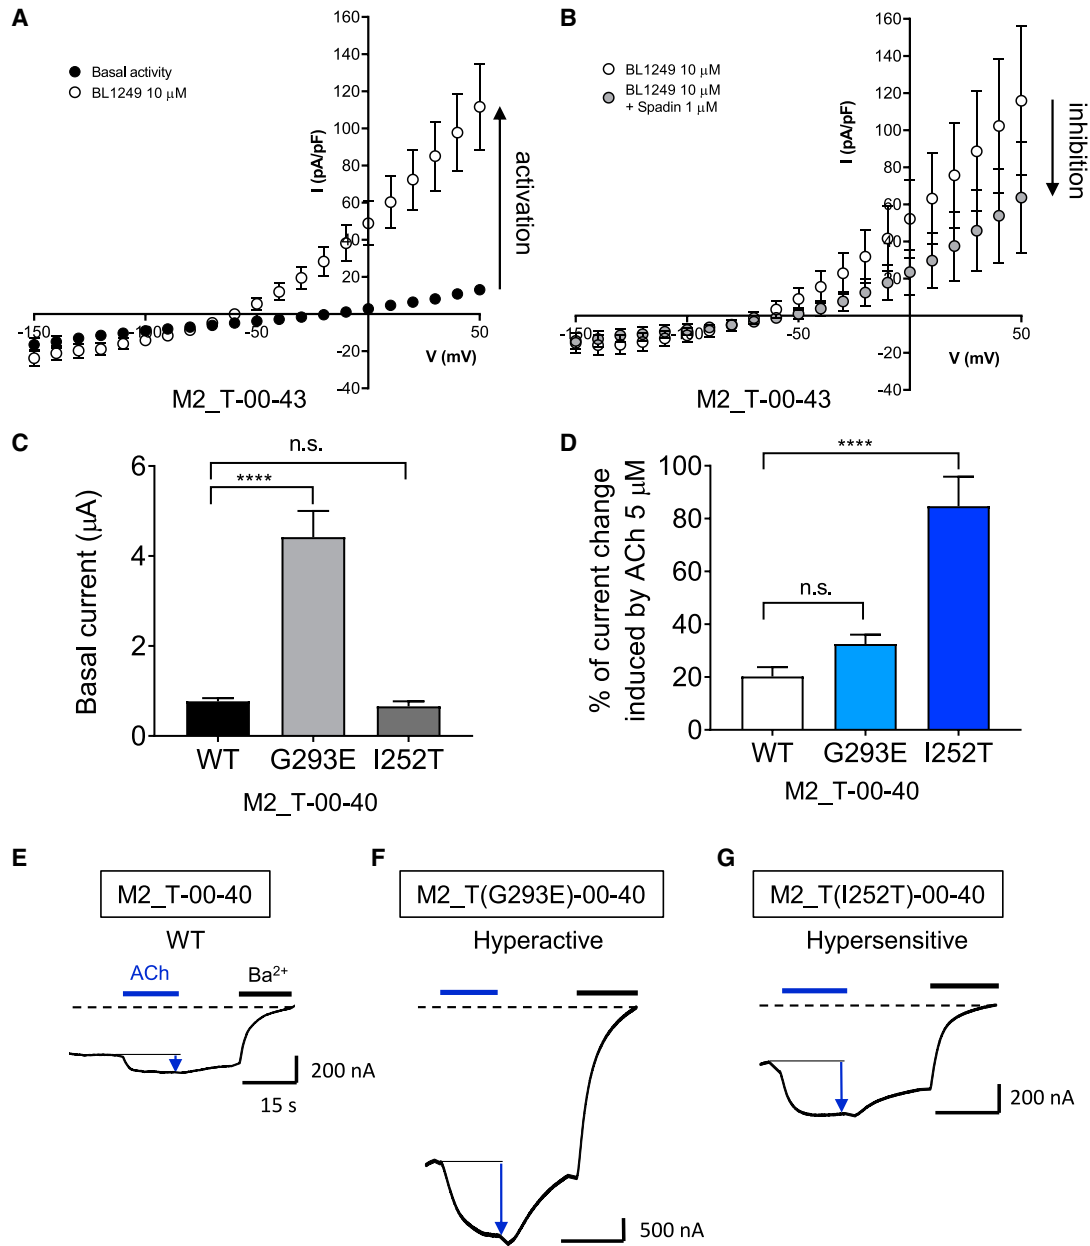 A
160
140
120
100
80
60
40
20
-20
-40
-150
-100
-50
50
I (pA/pF)
V (mV)
Basal activity
BL1249 10 μM
activation
M2_T-00-43
B
160
140
120
100
80
60
40
20
-20
-40
-150
-100
-50
50
I (pA/pF)
V (mV)
BL1249 10 μM
BL1249 10 μM
+ Spadin 1 μM
inhibition
M2_T-00-43
C
Basal current (μA)
6
4
2
0
n.s.
****
WT G293E I252T
M2_T-00-40
D
% of current change
induced by ACh 5 μM
100
80
60
40
20
0
****
n.s.
WT G293E I252T
M2_T-00-40
E
M2_T-00-40
WT
ACh
Ba2+
200 nA
15 s
F
M2_T(G293E)-00-40
Hyperactive
500 nA
G
M2_T(I252T)-00-40
Hypersensitive
200 nA